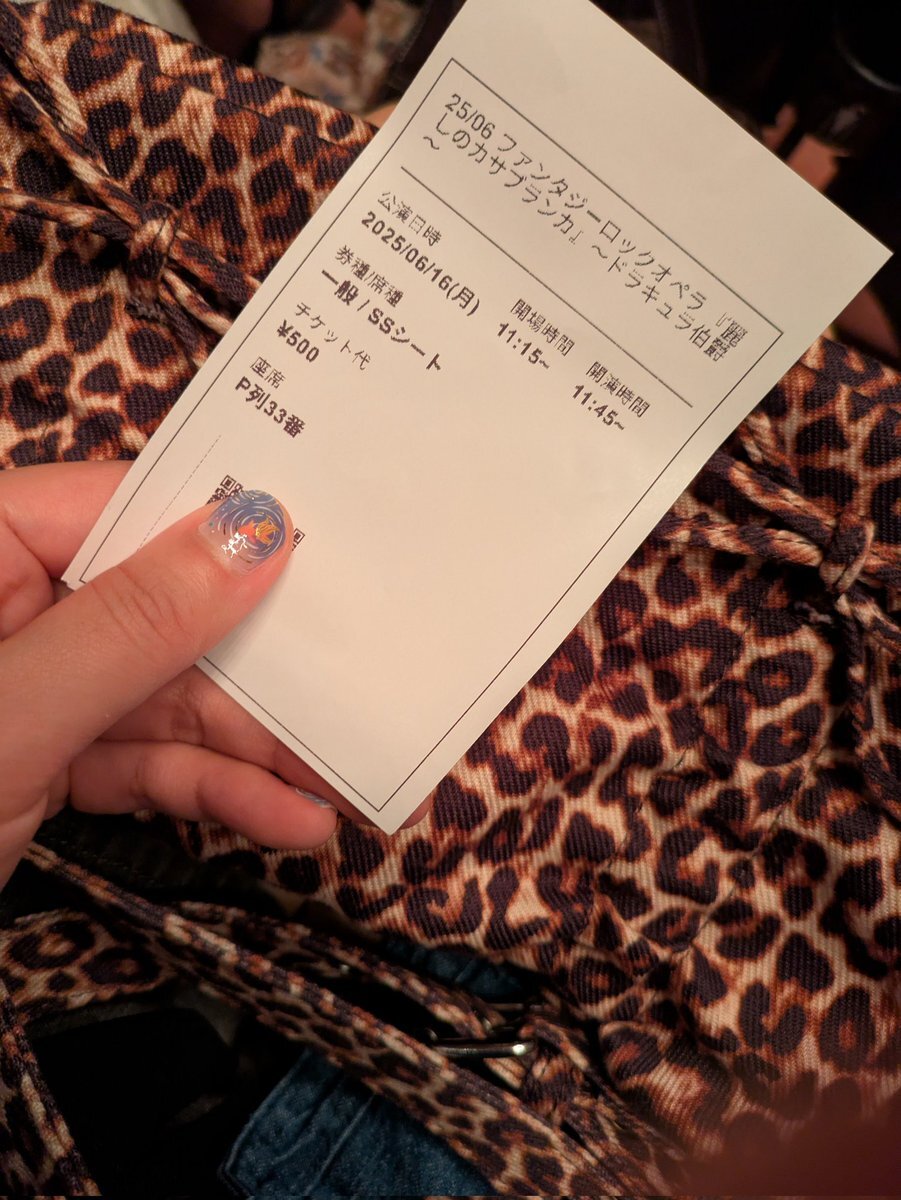 25/06 ファンタジーロックオペラ 『麗
しのカサブランカ』 ～ドラキュラ伯爵
～
公演日時 開場時間 開演時間
2025/06/16(月) 11:15~ 11:45~
券種/席種
一般 / SSシート
チケット代
¥500
座席
P列33番